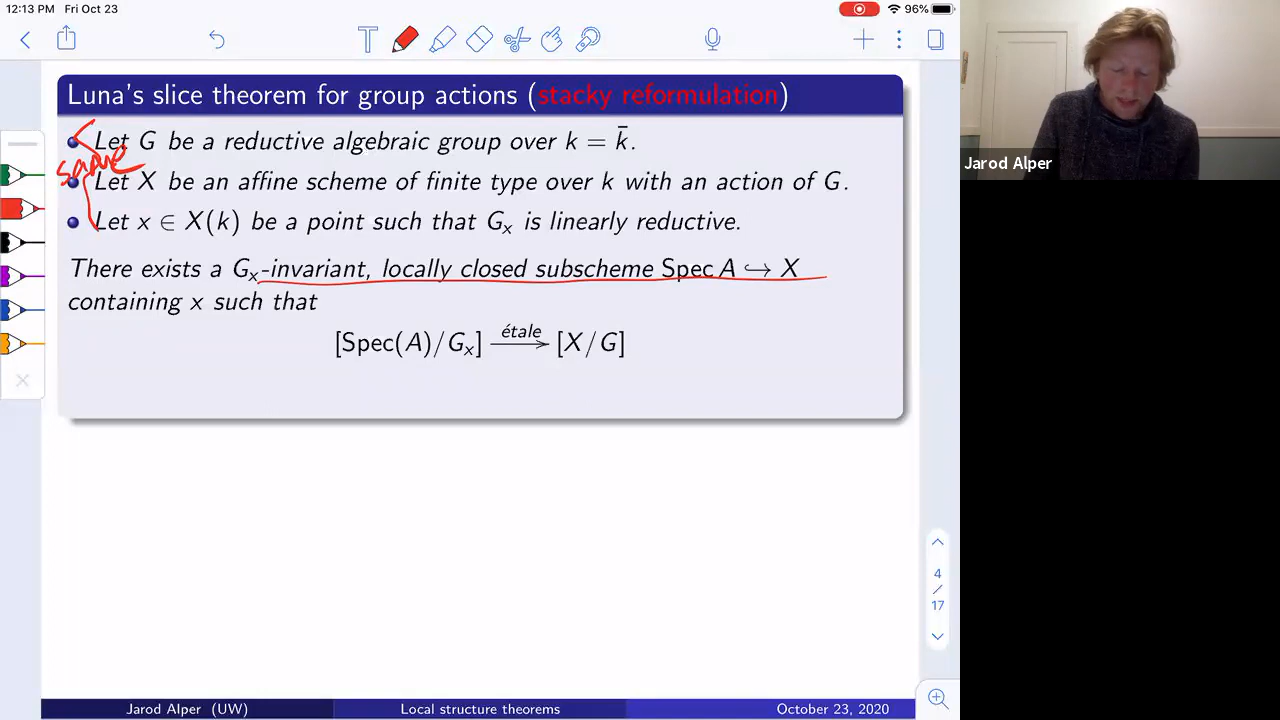 12:13 PM Fri Oct 23
96%
Luna's slice theorem for group actions (stacky reformulation)
Let G be a reductive algebraic group over k = k̄.
same
Let X be an affine scheme of finite type over k with an action of G.
Let x ∈ X(k) be a point such that Gₓ is linearly reductive.
There exists a Gₓ-invariant, locally closed subscheme Spec A ↪ X
containing x such that
[Spec(A)/Gₓ] —étale→ [X/G]
4
/
17
Jarod Alper (UW) Local structure theorems October 23, 2020
Jarod Alper